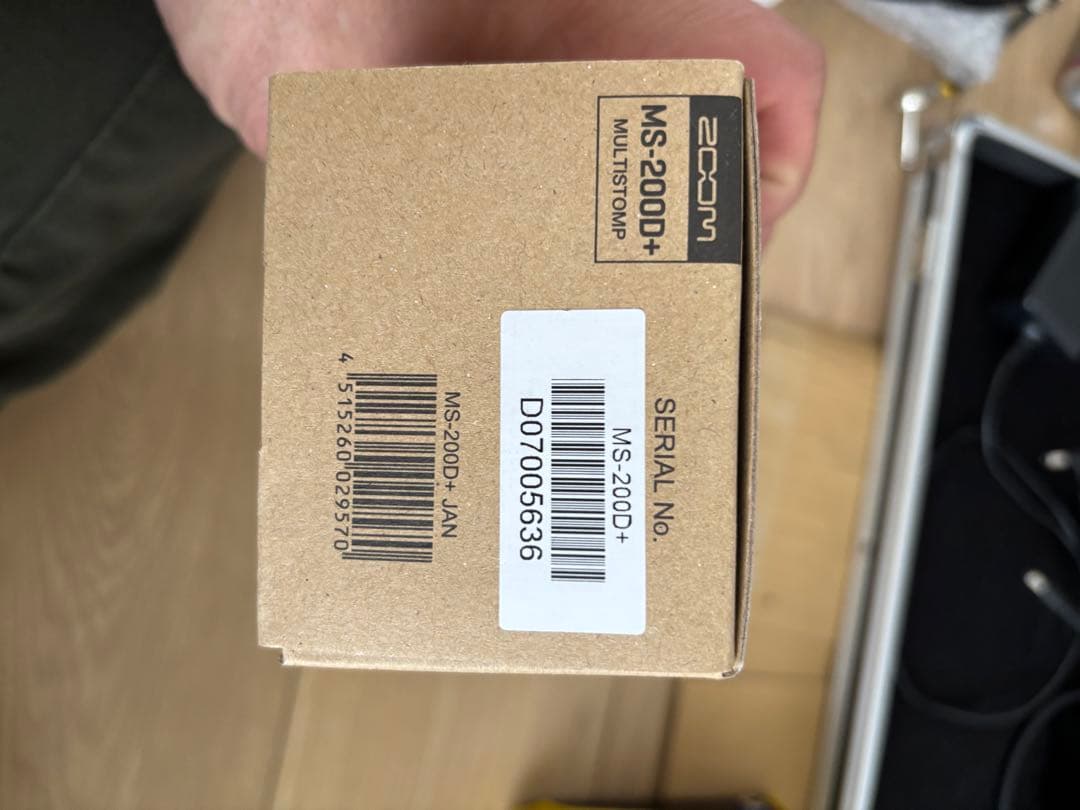 ZOOM
MS-200D+
MULTISTOMP
SERIAL No.
MS-200D+
D07005636
MS-200D+ JAN
4 515260 029570